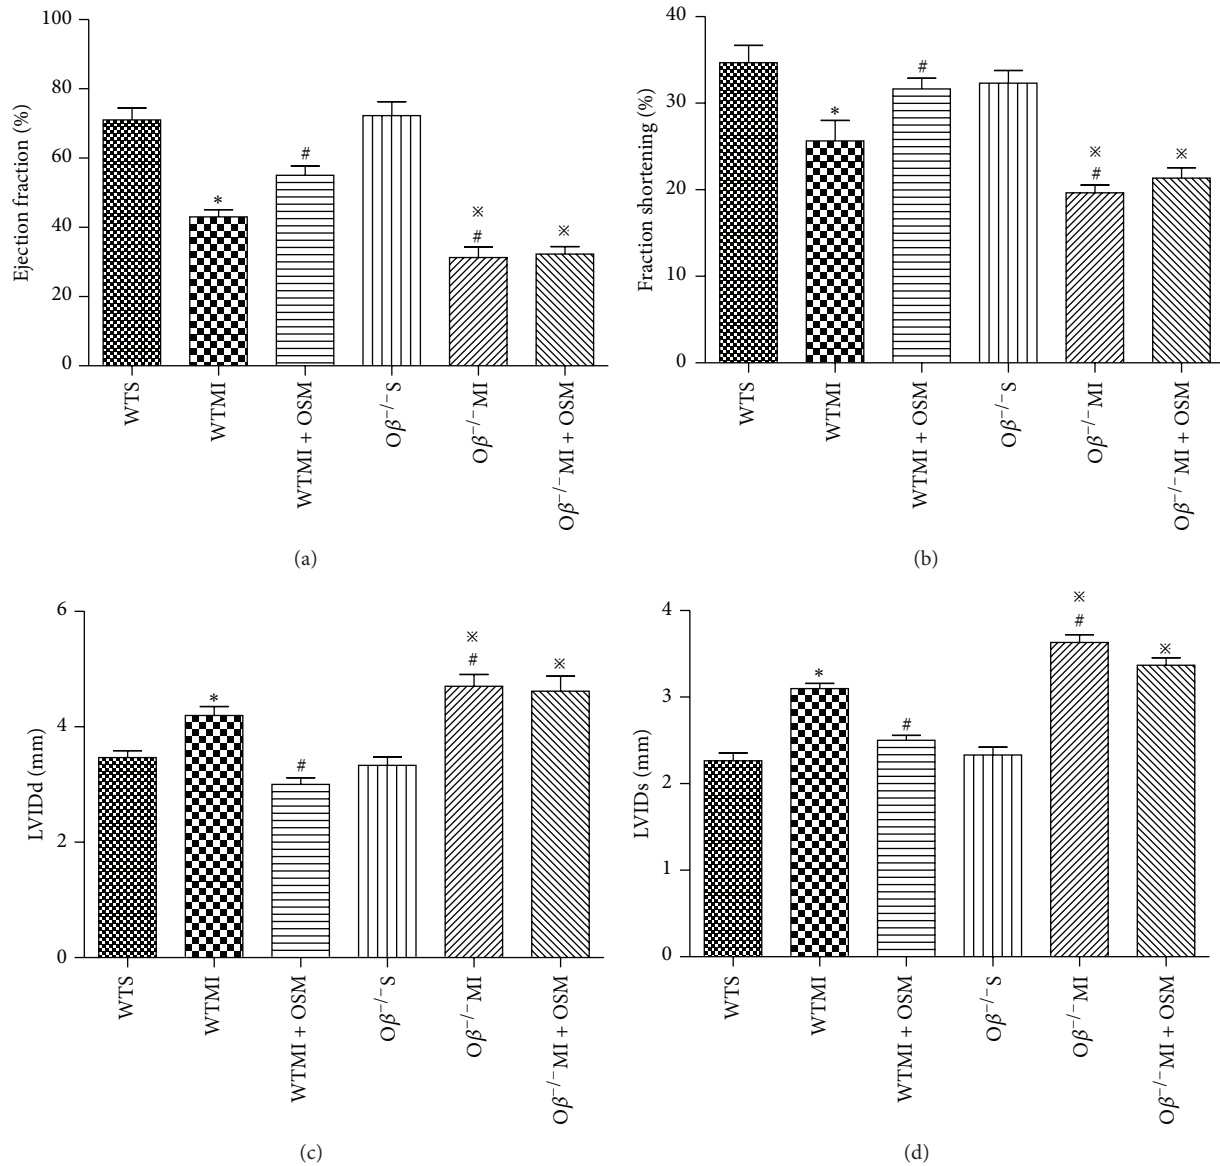 Ejection fraction (%)
100
80
60
40
20
0
*
#
※
#
※
WTS
WTMI
WTMI + OSM
Oβ⁻/⁻S
Oβ⁻/⁻MI
Oβ⁻/⁻MI + OSM
(a)
Fraction shortening (%)
40
30
20
10
0
*
#
※
#
※
WTS
WTMI
WTMI + OSM
Oβ⁻/⁻S
Oβ⁻/⁻MI
Oβ⁻/⁻MI + OSM
(b)
LVIDd (mm)
6
4
2
0
*
#
※
#
※
WTS
WTMI
WTMI + OSM
Oβ⁻/⁻S
Oβ⁻/⁻MI
Oβ⁻/⁻MI + OSM
(c)
LVIDs (mm)
4
3
2
1
0
*
#
※
#
※
WTS
WTMI
WTMI + OSM
Oβ⁻/⁻S
Oβ⁻/⁻MI
Oβ⁻/⁻MI + OSM
(d)